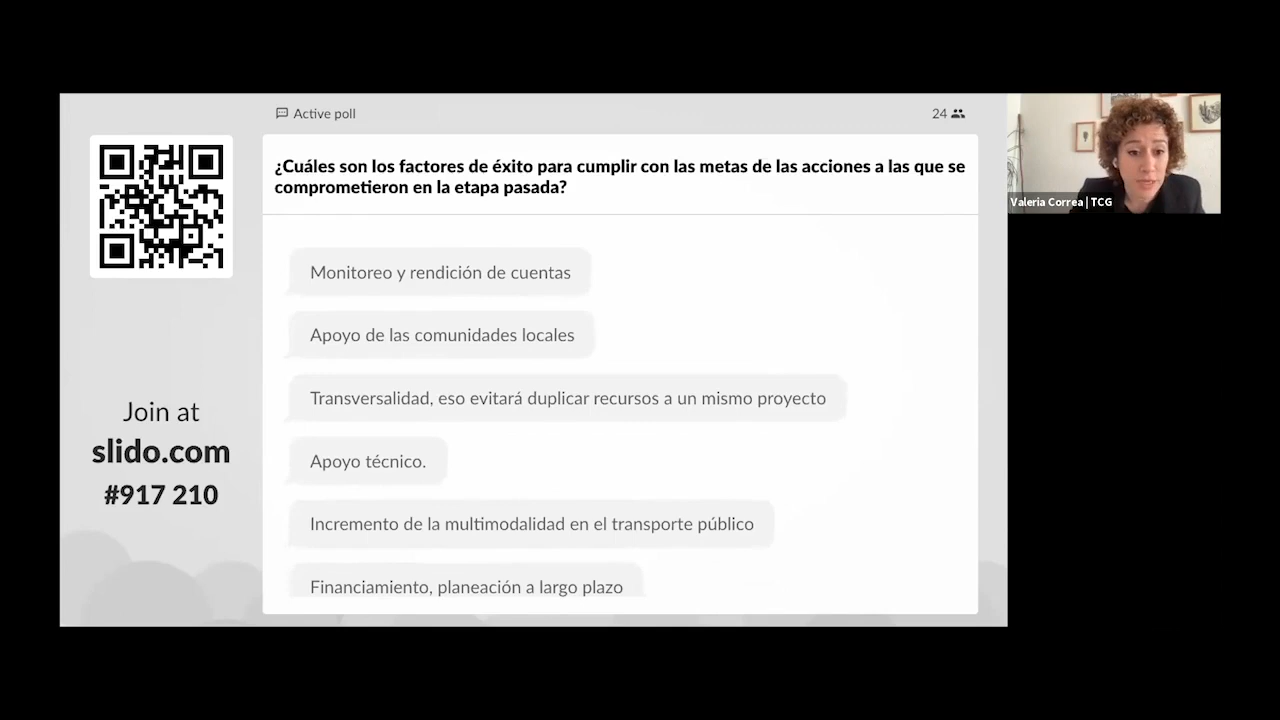 Active poll
24
¿Cuáles son los factores de éxito para cumplir con las metas de las acciones a las que se
comprometieron en la etapa pasada?
Monitoreo y rendición de cuentas
Apoyo de las comunidades locales
Transversalidad, eso evitará duplicar recursos a un mismo proyecto
Apoyo técnico.
Incremento de la multimodalidad en el transporte público
Financiamiento, planeación a largo plazo
Join at
slido.com
#917 210
Valeria Correa | TCG